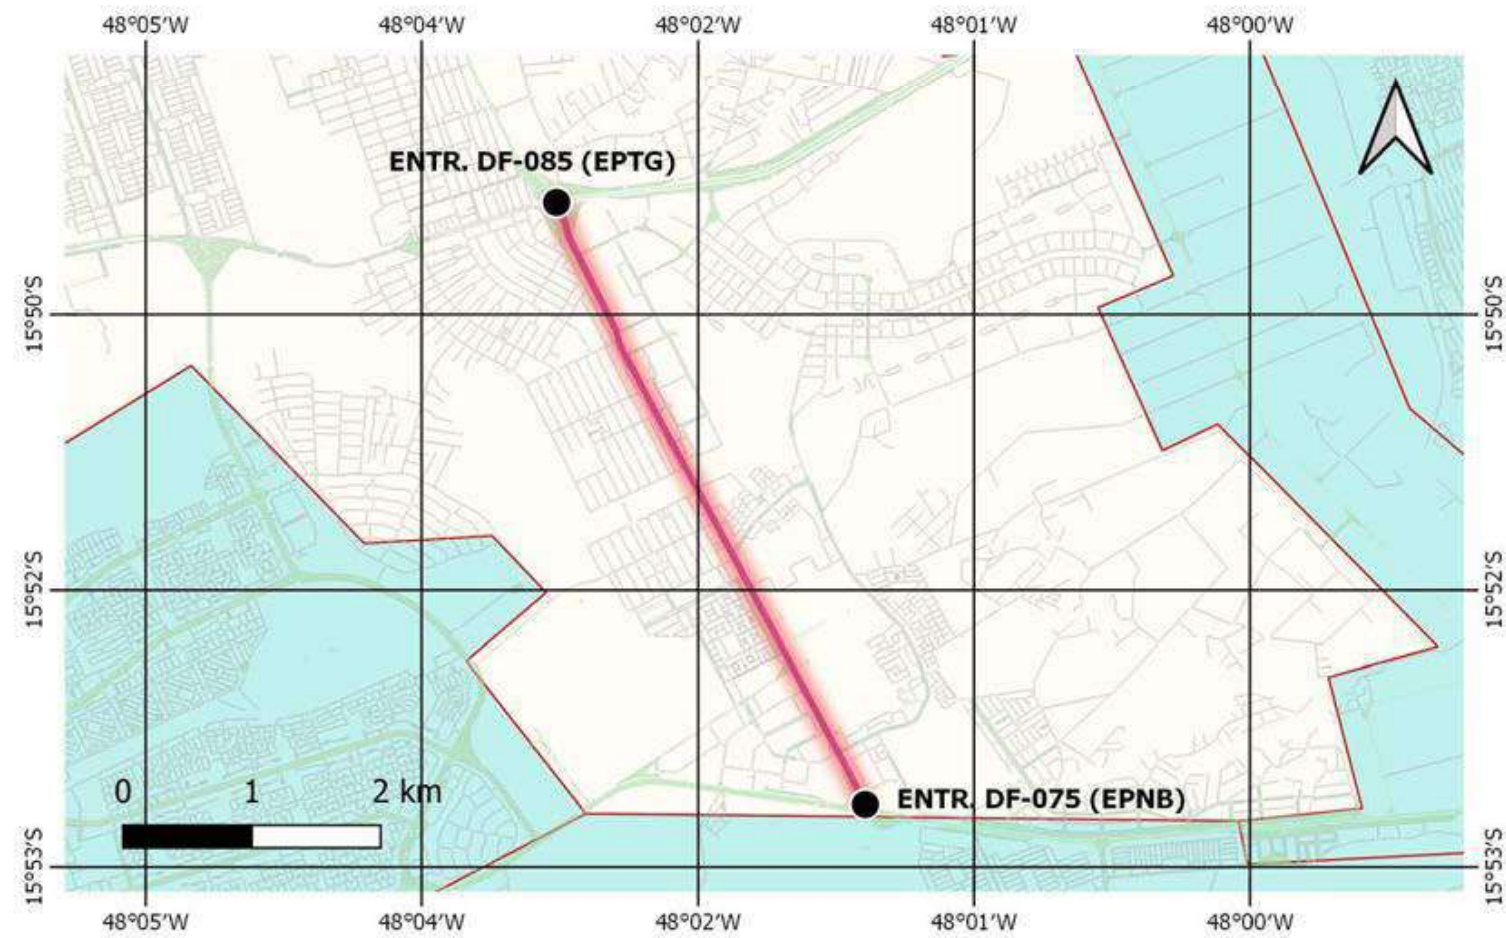 48°05′W 48°04′W 48°02′W 48°01′W 48°00′W
ENTR. DF-085 (EPTG)
15°50′S 15°50′S
15°52′S 15°52′S
0 1 2 km
ENTR. DF-075 (EPNB)
15°53′S 15°53′S
48°05′W 48°04′W 48°02′W 48°01′W 48°00′W